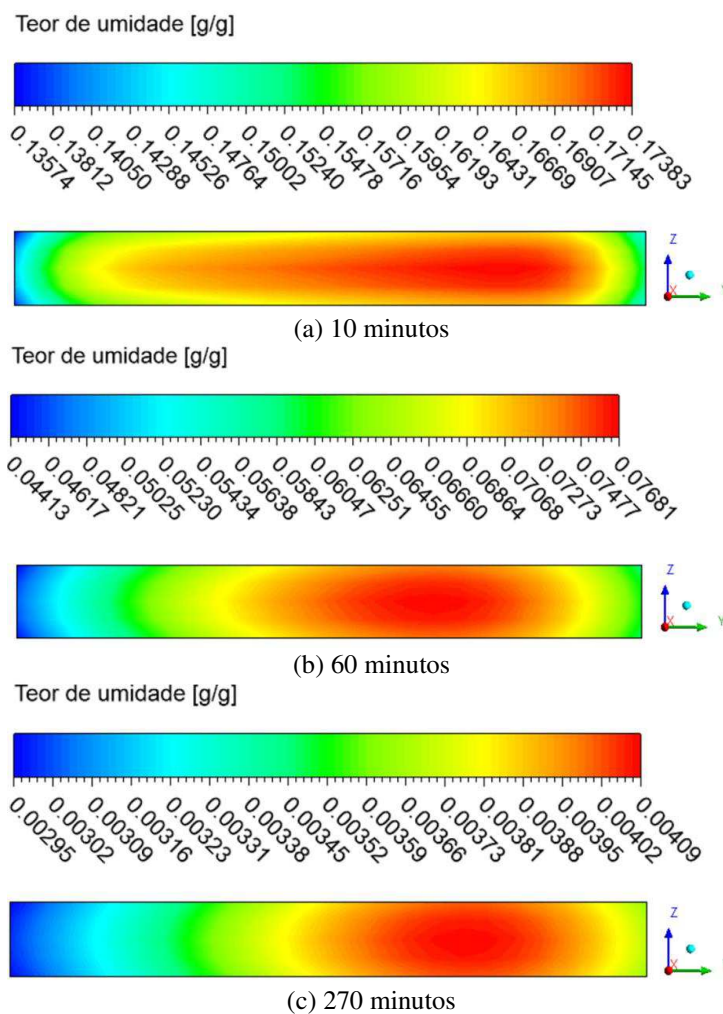 Teor de umidade [g/g]
0.13574 0.13812 0.14050 0.14288 0.14526 0.14764 0.15002 0.15240 0.15478 0.15716 0.15954 0.16193 0.16431 0.16669 0.16907 0.17145 0.17383
Z
X
(a) 10 minutos
Teor de umidade [g/g]
0.04413 0.04617 0.04821 0.05025 0.05230 0.05434 0.05638 0.05843 0.06047 0.06251 0.06455 0.06660 0.06864 0.07068 0.07273 0.07477 0.07681
Z
X Y
(b) 60 minutos
Teor de umidade [g/g]
0.00295 0.00302 0.00309 0.00316 0.00323 0.00331 0.00338 0.00345 0.00352 0.00359 0.00366 0.00373 0.00381 0.00388 0.00395 0.00402 0.00409
Z
X
(c) 270 minutos